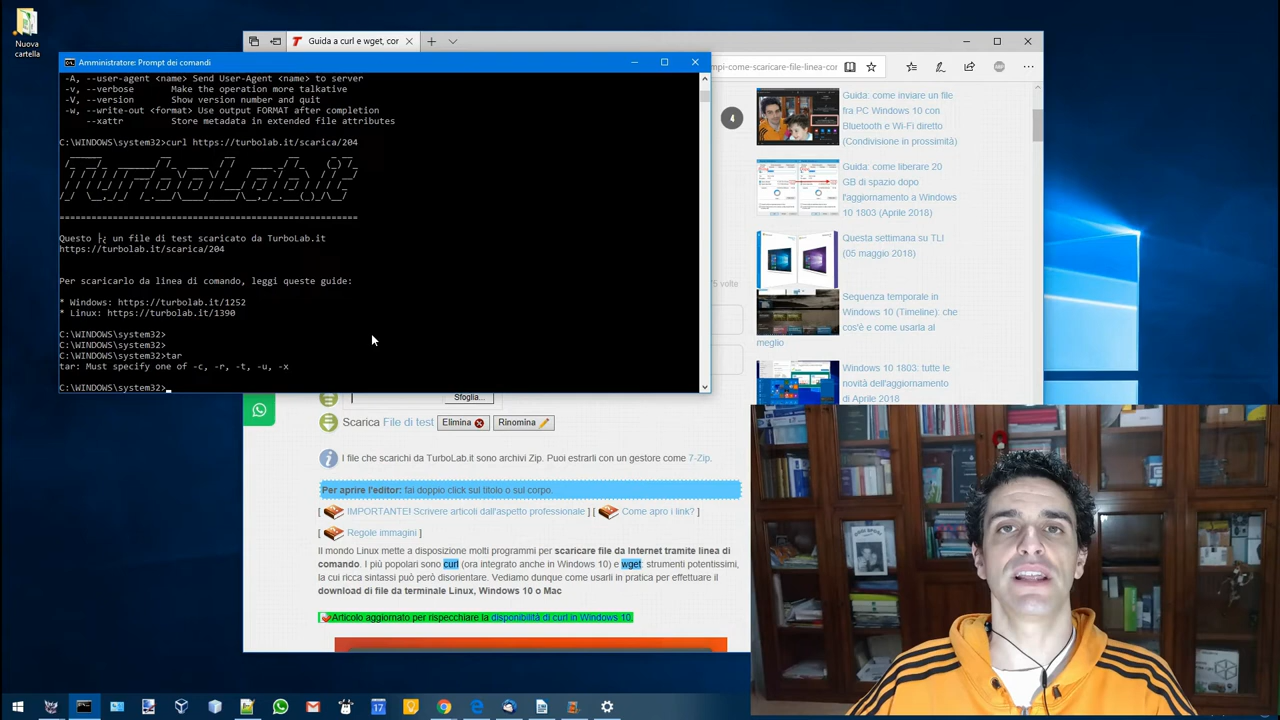 Nuova
cartella
Guida a curl e wget, cor
Amministratore: Prompt dei comandi
mpi-come-scaricare-file-linea-con
-A, --user-agent <name> Send User-Agent <name> to server
-v, --verbose Make the operation more talkative
-V, --version Show version number and quit
-w, --write-out <format> Use output FORMAT after completion
--xattr Store metadata in extended file attributes
C:\WINDOWS\system32>curl https://turbolab.it/scarica/204
Questo ├¿ un file di test scaricato da TurboLab.it
https://turbolab.it/scarica/204
Per scaricarlo da linea di comando, leggi queste guide:
* Windows: https://turbolab.it/1252
* Linux: https://turbolab.it/1390
C:\WINDOWS\system32>
C:\WINDOWS\system32>
C:\WINDOWS\system32>tar
tar: Must specify one of -c, -r, -t, -u, -x
C:\WINDOWS\system32>
4
Guida: come inviare un file
fra PC Windows 10 con
Bluetooth e Wi-Fi diretto
(Condivisione in prossimità)
Guida: come liberare 20
GB di spazio dopo
l'aggiornamento a Windows
10 1803 (Aprile 2018)
Questa settimana su TLI
(05 maggio 2018)
/5 voti
Sequenza temporale in
Windows 10 (Timeline): che
cos'è e come usarla al
meglio
Windows 10 1803: tutte le
novità dell'aggiornamento
di Aprile 2018
Sfoglia...
Scarica File di test Elimina Rinomina
I file che scarichi da TurboLab.it sono archivi Zip. Puoi estrarli con un gestore come 7-Zip.
Per aprire l'editor: fai doppio click sul titolo o sul corpo.
[ IMPORTANTE! Scrivere articoli dall'aspetto professionale ] [ Come apro i link? ]
[ Regole immagini ]
Il mondo Linux mette a disposizione molti programmi per scaricare file da Internet tramite linea di
comando. I più popolari sono curl (ora integrato anche in Windows 10) e wget: strumenti potentissimi,
la cui ricca sintassi può però disorientare. Vediamo dunque come usarli in pratica per effettuare il
download di file da terminale Linux, Windows 10 o Mac
Articolo aggiornato per rispecchiare la disponibilità di curl in Windows 10.
17